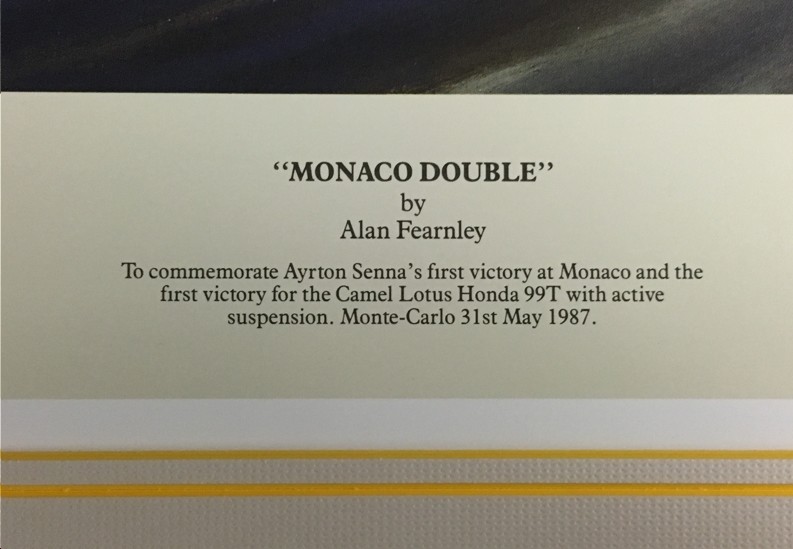 “MONACO DOUBLE”
by
Alan Fearnley
To commemorate Ayrton Senna’s first victory at Monaco and the
first victory for the Camel Lotus Honda 99T with active
suspension. Monte-Carlo 31st May 1987.